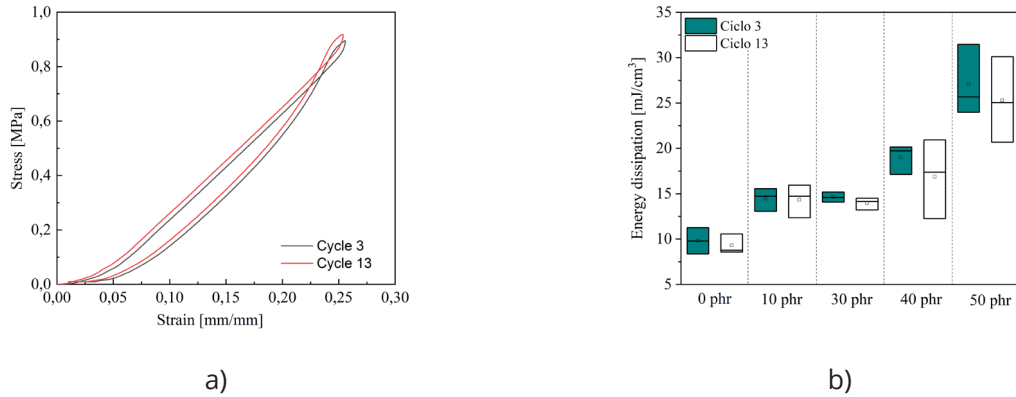 1,0
0,8
0,6
0,4
0,2
0,0
Stress [MPa]
Cycle 3
Cycle 13
0,00 0,05 0,10 0,15 0,20 0,25 0,30
Strain [mm/mm]
a)
35
30
25
20
15
10
5
Energy dissipation [mJ/cm³]
Ciclo 3
Ciclo 13
0 phr 10 phr 30 phr 40 phr 50 phr
b)